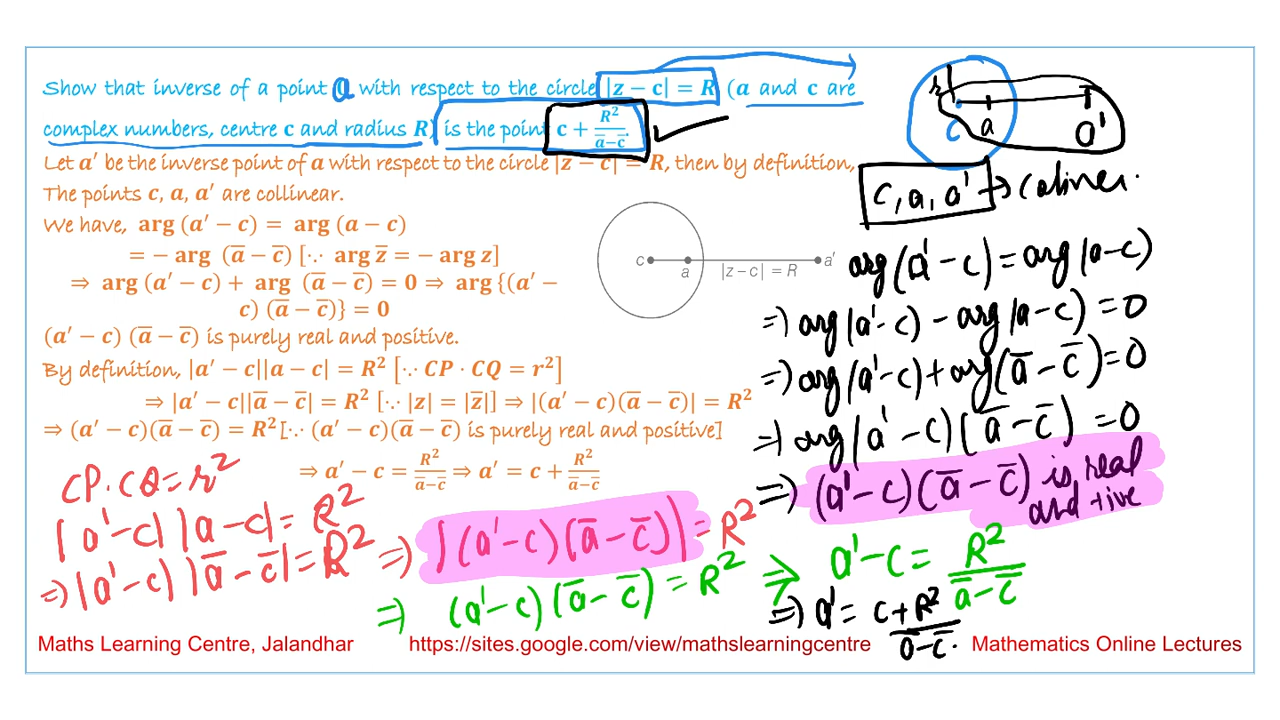 Show that inverse of a point a with respect to the circle |z − c| = R (a and c are
complex numbers, centre c and radius R) is the point c + R²/(a̅−c̅).
Let a′ be the inverse point of a with respect to the circle |z − c| = R, then by definition,
The points c, a, a′ are collinear.
We have, arg (a′ − c) = arg (a − c)
= − arg (a̅ − c̅) [∵ arg z̅ = − arg z]
⇒ arg (a′ − c) + arg (a̅ − c̅) = 0 ⇒ arg {(a′ −
c) (a̅ − c̅)} = 0
(a′ − c) (a̅ − c̅) is purely real and positive.
By definition, |a′ − c||a − c| = R² [∵ CP · CQ = r²]
⇒ |a′ − c||a̅ − c̅| = R² [∵ |z| = |z̅|] ⇒ |(a′ − c)(a̅ − c̅)| = R²
⇒ (a′ − c)(a̅ − c̅) = R² [∵ (a′ − c)(a̅ − c̅) is purely real and positive]
⇒ a′ − c = R²/(a̅−c̅) ⇒ a′ = c + R²/(a̅−c̅)
c a |z − c| = R a′
r
c a a'
C, a, a' → Coliner.
arg(a'−c) = arg(a−c)
⇒ arg(a'−c) − arg(a−c) = 0
⇒ arg(a'−c) + arg(a̅−c̅) = 0
⇒ arg(a'−c)(a̅−c̅) = 0
⇒ (a'−c)(a̅−c̅) is real
and +ive
CP·CQ = r²
|a'−c| |a−c| = R²
⇒ |a'−c| |a̅−c̅| = R² ⇒ |(a'−c)(a̅−c̅)| = R²
⇒ (a'−c)(a̅−c̅) = R² ⇒ a'−c = R²/(a̅−c̅)
⇒ a' = c + R²/(a̅−c̅).
Maths Learning Centre, Jalandhar https://sites.google.com/view/mathslearningcentre Mathematics Online Lectures